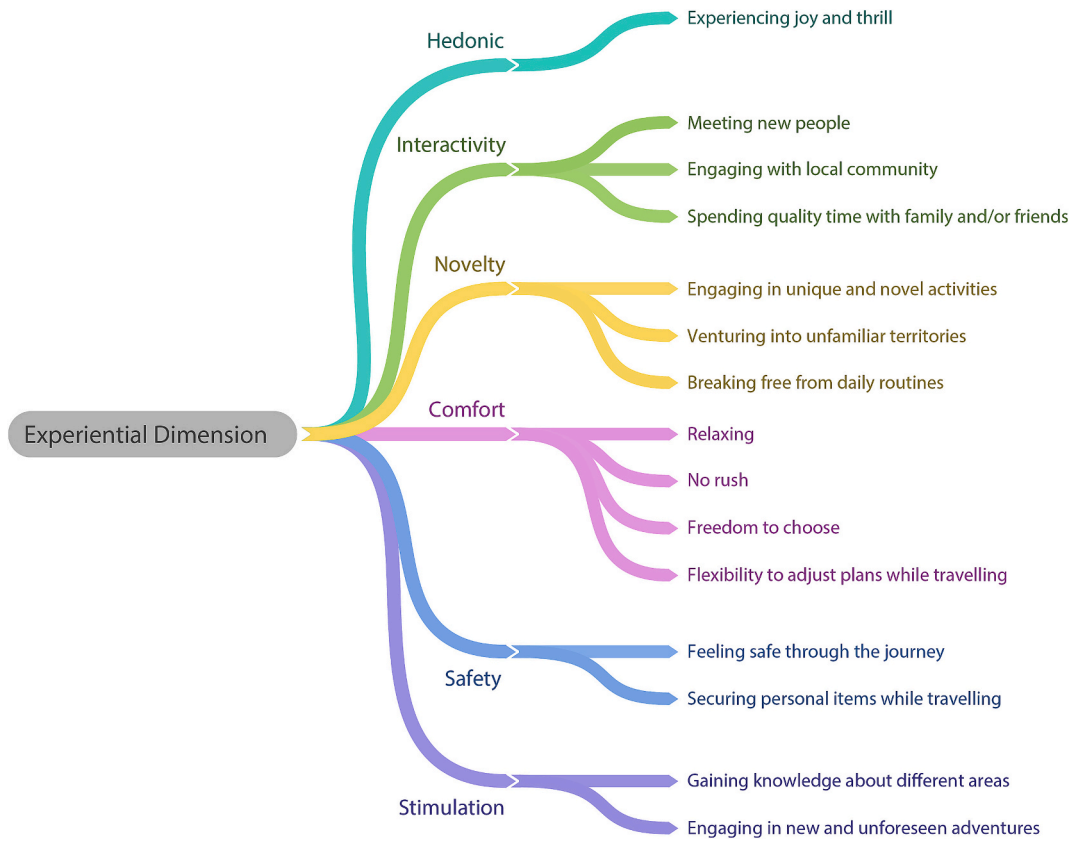 Experiential Dimension
Hedonic
Experiencing joy and thrill
Interactivity
Meeting new people
Engaging with local community
Spending quality time with family and/or friends
Novelty
Engaging in unique and novel activities
Venturing into unfamiliar territories
Breaking free from daily routines
Comfort
Relaxing
No rush
Freedom to choose
Flexibility to adjust plans while travelling
Safety
Feeling safe through the journey
Securing personal items while travelling
Stimulation
Gaining knowledge about different areas
Engaging in new and unforeseen adventures